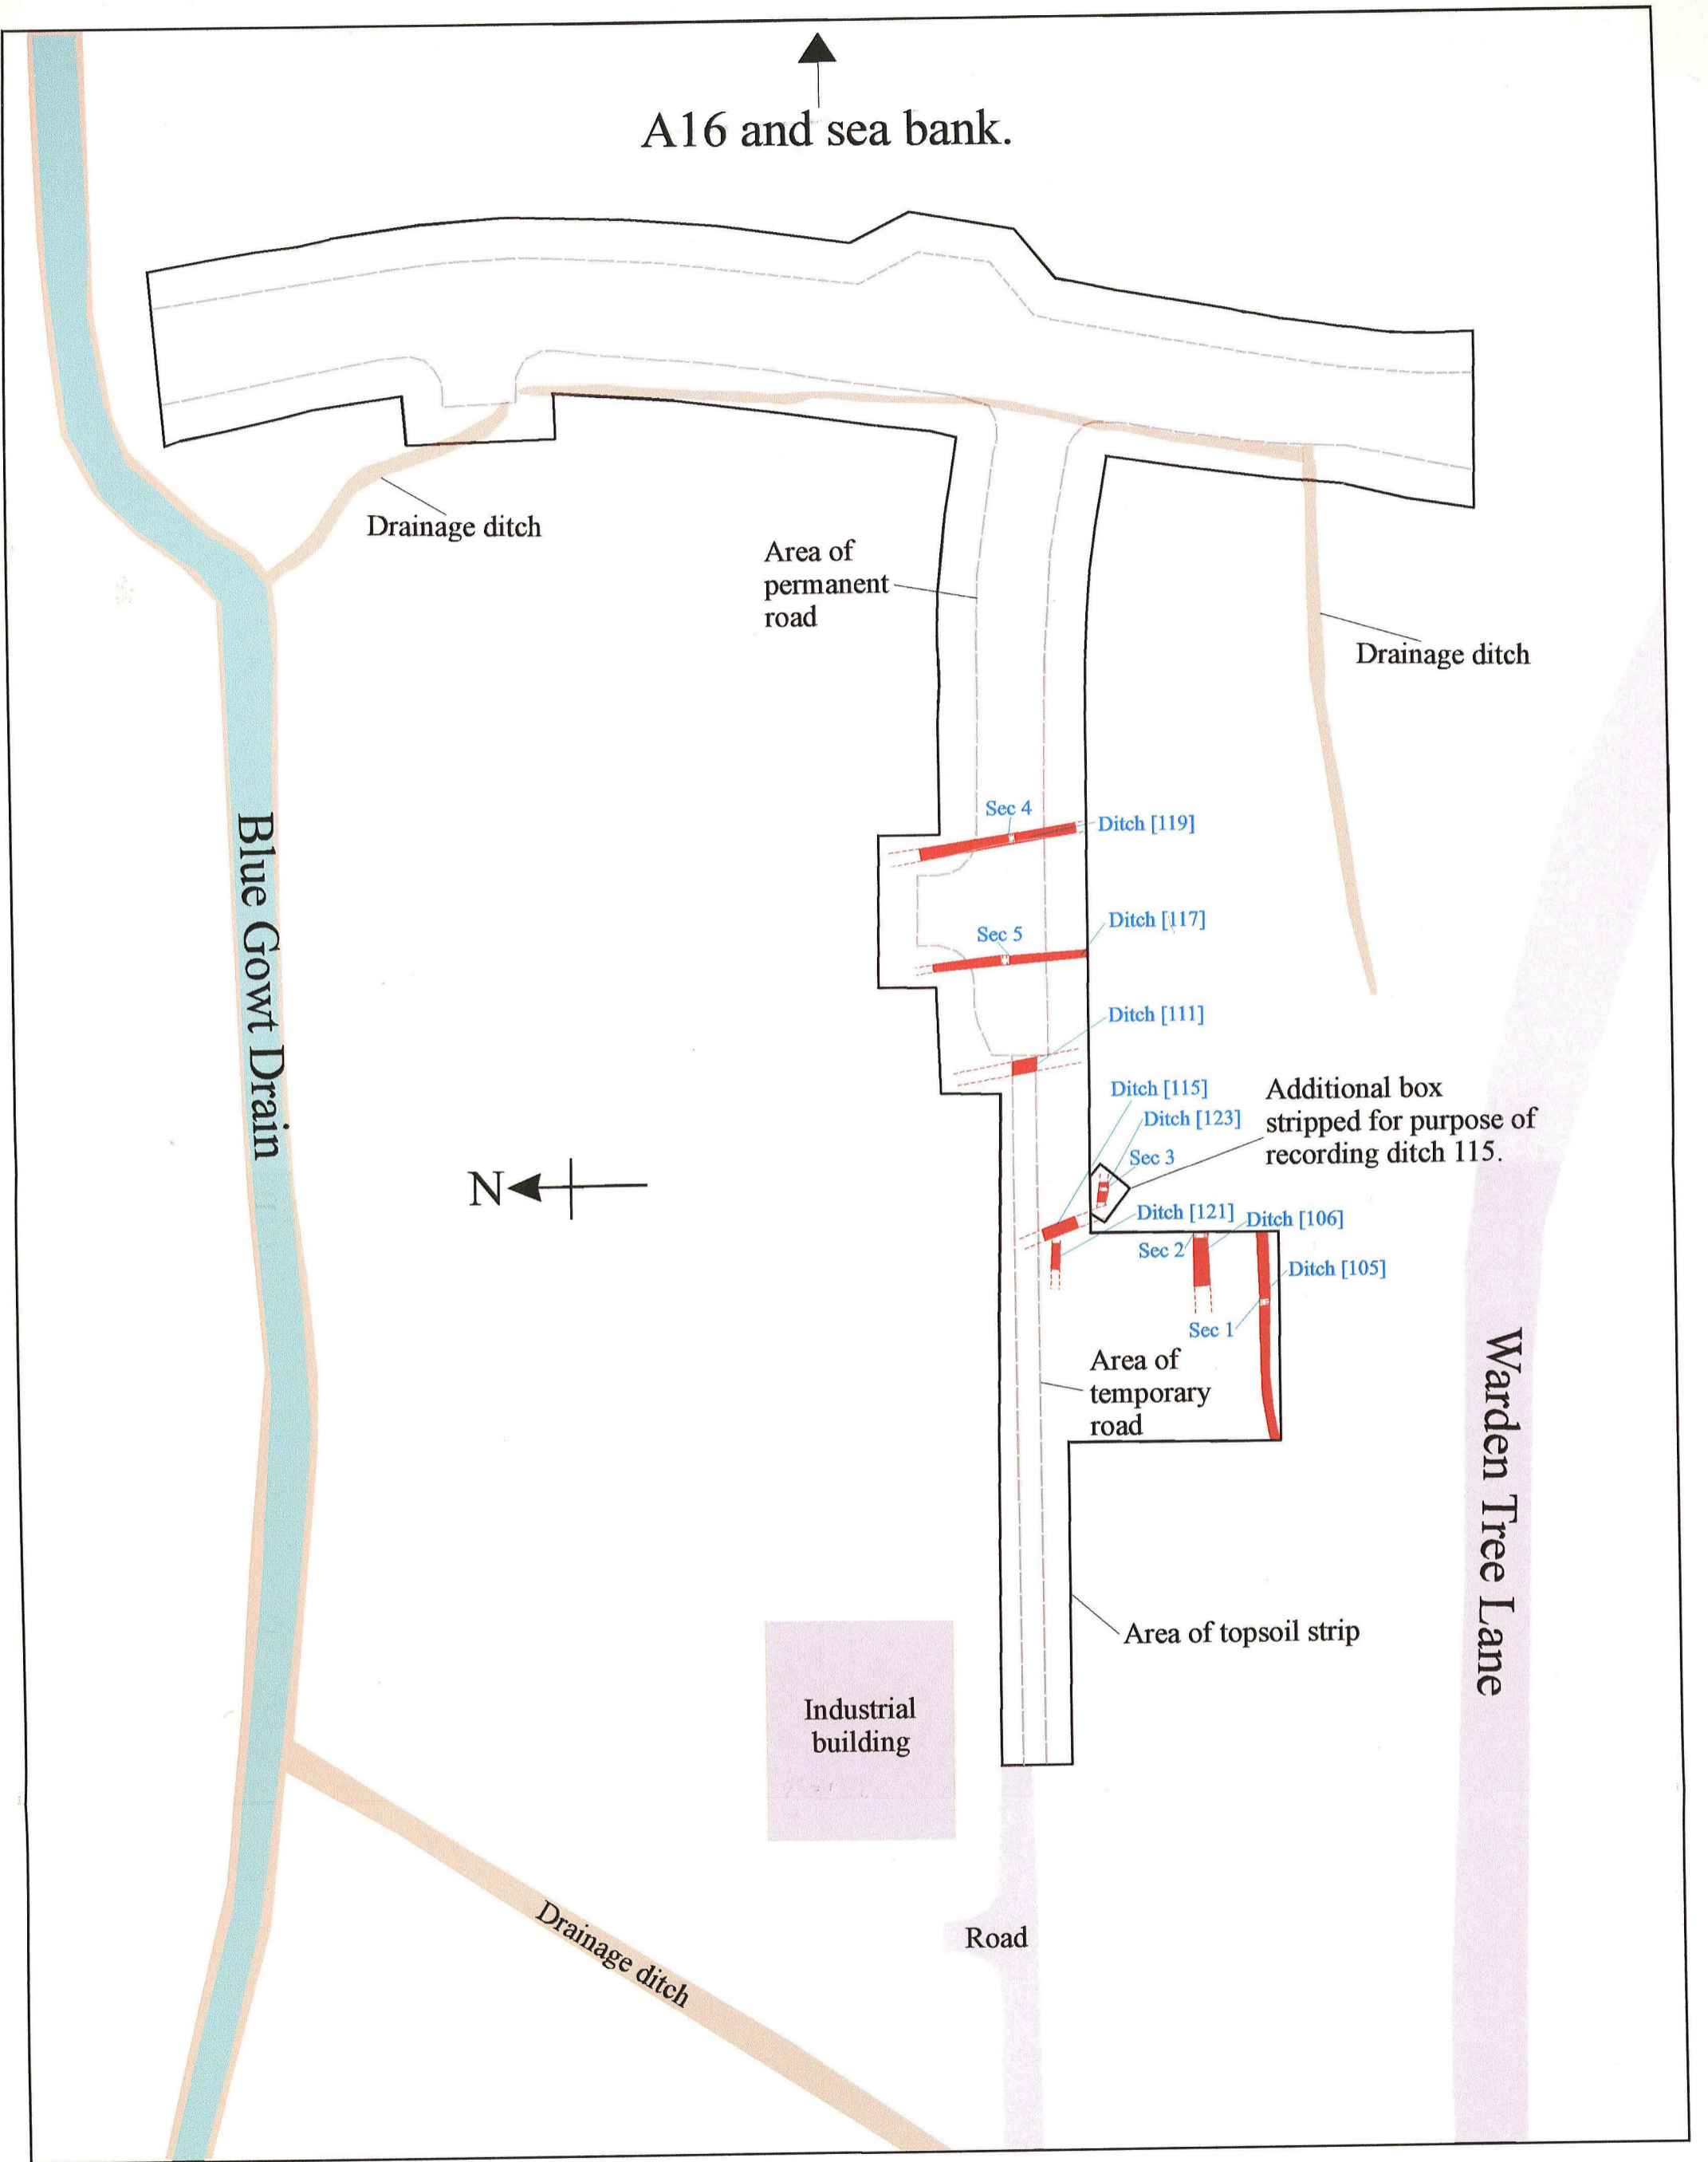 A16 and sea bank.
Drainage ditch
Area of
permanent
road
Drainage ditch
Sec 4
Ditch [119]
Blue Gowt Drain
Ditch [117]
Sec 5
Ditch [111]
Ditch [115]
Additional box
stripped for purpose of
recording ditch 115.
Ditch [123]
Sec 3
N
Ditch [121]
Ditch [106]
Sec 2
Ditch [105]
Sec 1
Area of
temporary
road
Warden Tree Lane
Area of topsoil strip
Industrial
building
Drainage ditch
Road